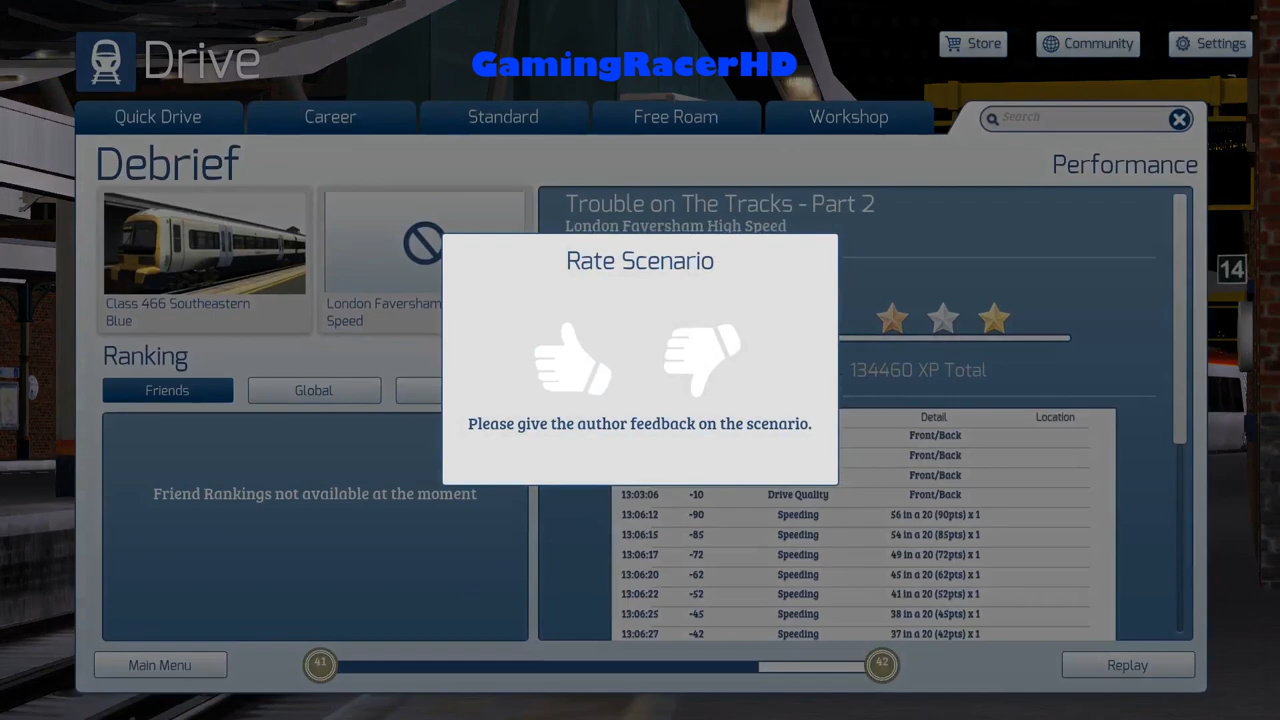 Drive
GamingRacerHD
Store
Community
Settings
Quick Drive
Career
Standard
Free Roam
Workshop
Search
Debrief
Performance
Class 466 Southeastern
Blue
London Faversham
Speed
Trouble on The Tracks - Part 2
London Faversham High Speed
14
Rate Scenario
Please give the author feedback on the scenario.
134460 XP Total
Ranking
Friends
Global
Friend Rankings not available at the moment
Detail Location
Front/Back
Front/Back
Front/Back
13:03:06 -10 Drive Quality Front/Back
13:06:12 -90 Speeding 56 in a 20 (90pts) x 1
13:06:15 -85 Speeding 54 in a 20 (85pts) x 1
13:06:17 -72 Speeding 49 in a 20 (72pts) x 1
13:06:20 -62 Speeding 45 in a 20 (62pts) x 1
13:06:22 -52 Speeding 41 in a 20 (52pts) x 1
13:06:25 -45 Speeding 38 in a 20 (45pts) x 1
13:06:27 -42 Speeding 37 in a 20 (42pts) x 1
Main Menu
41
42
Replay